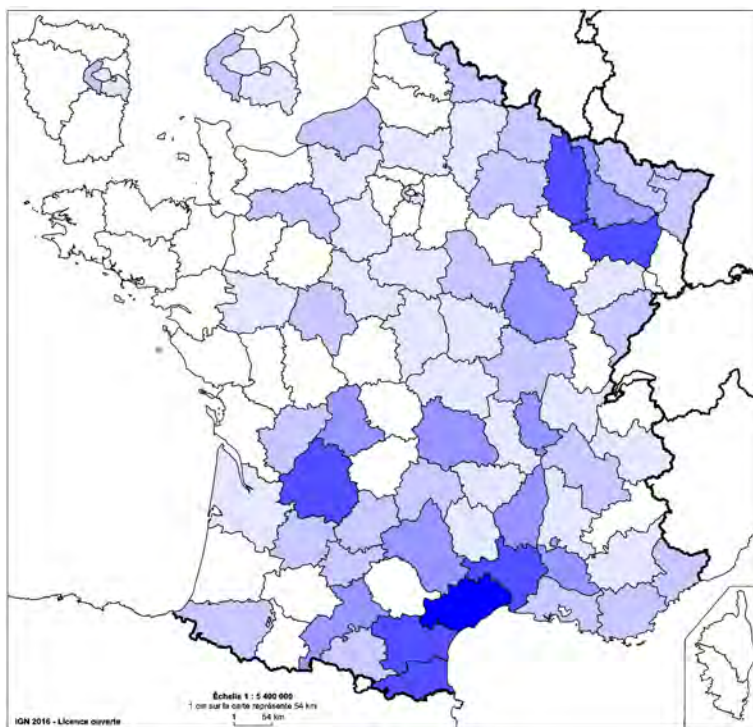 Échelle 1 : 5 400 000
1 cm sur la carte représente 54 km
1 54 km
IGN 2016 - Licence ouverte